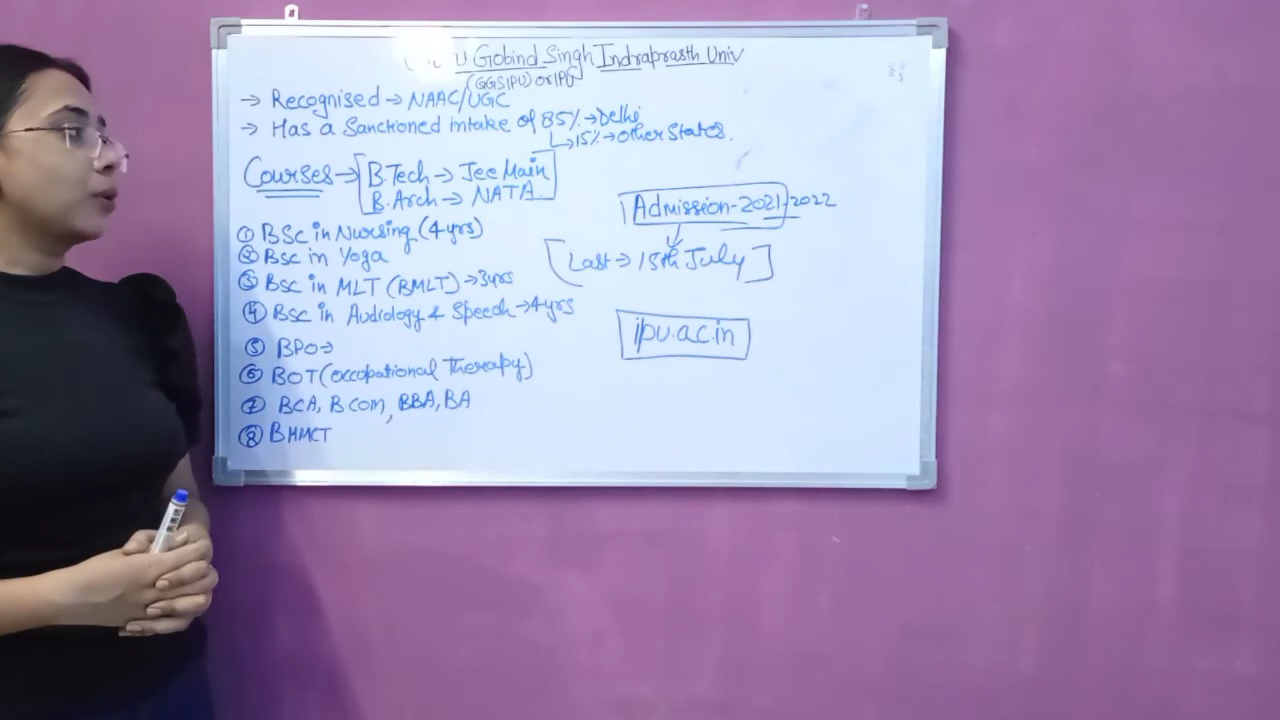 U Gobind Singh Indraprasth Univ
(GGSIPU) or IPU
→ Recognised → NAAC/UGC
→ Has a Sanctioned intake of 85% → Delhi
↳ 15% → Other States.
Courses → [B.Tech → Jee Main
B.Arch → NATA.]
Admission-2021-2022
① BSc in Nursing (4yrs)
② Bsc in Yoga
[Last → 15th July]
③ Bsc in MLT (BMLT) → 3yrs
④ Bsc in Audiology & Speech → 4yrs
ipu.ac.in
⑤ BPO →
⑥ BOT (Occupational Therapy)
⑦ BCA, B COM, BBA, BA
⑧ BHMCT